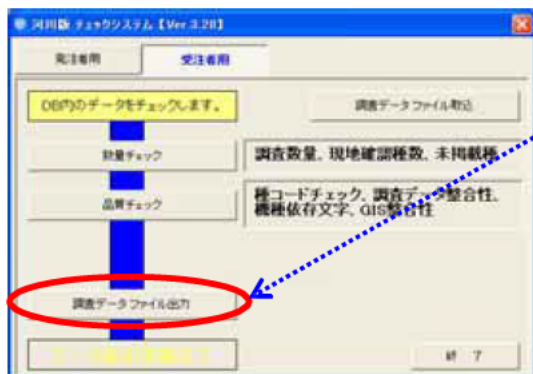 河川版 チェックシステム【Ver 3.20】
発注者用
受注者用
DB内のデータをチェックします。
調査データファイル取込
数量チェック
調査数量、現地確認種数、未掲載種
品質チェック
種コードチェック、調査データ整合性、
機種依存文字、GIS整合性
調査データファイル出力
終 了